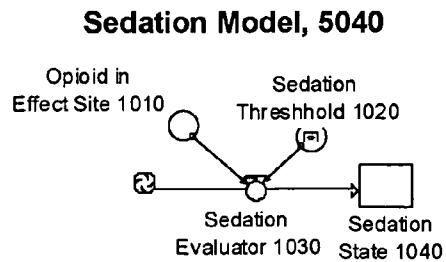 Sedation Model, 5040
Opioid in
Effect Site 1010
Sedation
Threshhold 1020
Sedation
Evaluator 1030
Sedation
State 1040